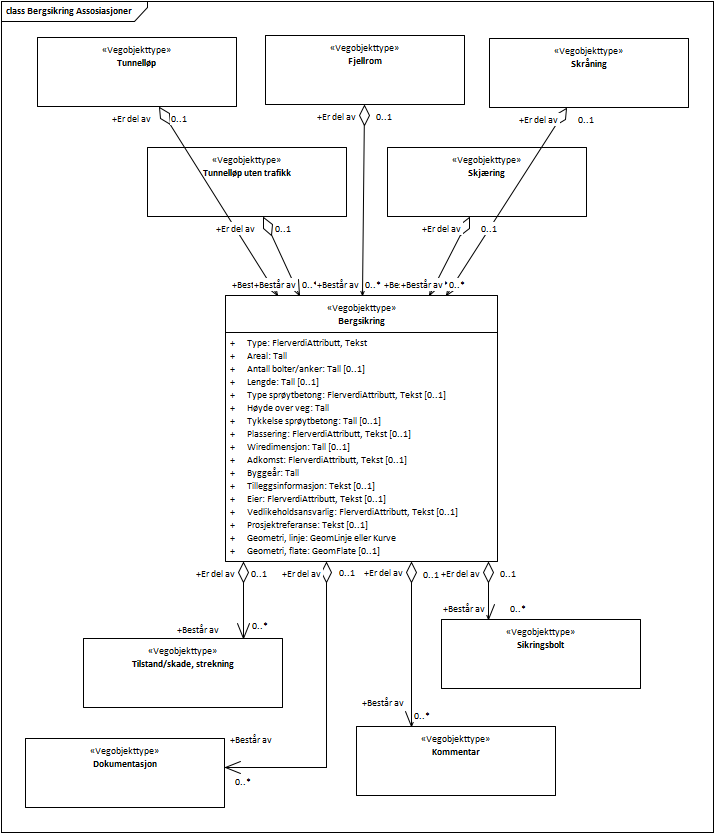 class Bergsikring Assosiasjoner
«Vegobjekttype»
Tunnelløp
«Vegobjekttype»
Fjellrom
«Vegobjekttype»
Skråning
+Er del av
0..1
+Er del av
0..1
+Er del av
0..1
«Vegobjekttype»
Tunnelløp uten trafikk
«Vegobjekttype»
Skjæring
+Er del av
0..1
+Er del av
0..1
+Består av
0..*
+Består av
0..*
+Består av
0..*
«Vegobjekttype»
Bergsikring
+ Type: FlerverdiAttributt, Tekst
+ Areal: Tall
+ Antall bolter/anker: Tall [0..1]
+ Lengde: Tall [0..1]
+ Type sprøytbetong: FlerverdiAttributt, Tekst [0..1]
+ Høyde over veg: Tall
+ Tykkelse sprøytbetong: Tall [0..1]
+ Plassering: FlerverdiAttributt, Tekst [0..1]
+ Wiredimensjon: Tall [0..1]
+ Adkomst: FlerverdiAttributt, Tekst [0..1]
+ Byggeår: Tall
+ Tilleggsinformasjon: Tekst [0..1]
+ Eier: FlerverdiAttributt, Tekst [0..1]
+ Vedlikeholdsansvarlig: FlerverdiAttributt, Tekst [0..1]
+ Prosjektreferanse: Tekst [0..1]
+ Geometri, linje: GeomLinje eller Kurve
+ Geometri, flate: GeomFlate [0..1]
+Er del av
0..1
+Er del av
0..1
+Er del av
0..1
+Er del av
0..1
+Består av
0..*
+Består av
0..*
«Vegobjekttype»
Tilstand/skade, strekning
«Vegobjekttype»
Sikringsbolt
+Består av
0..*
+Består av
0..*
«Vegobjekttype»
Dokumentasjon
«Vegobjekttype»
Kommentar